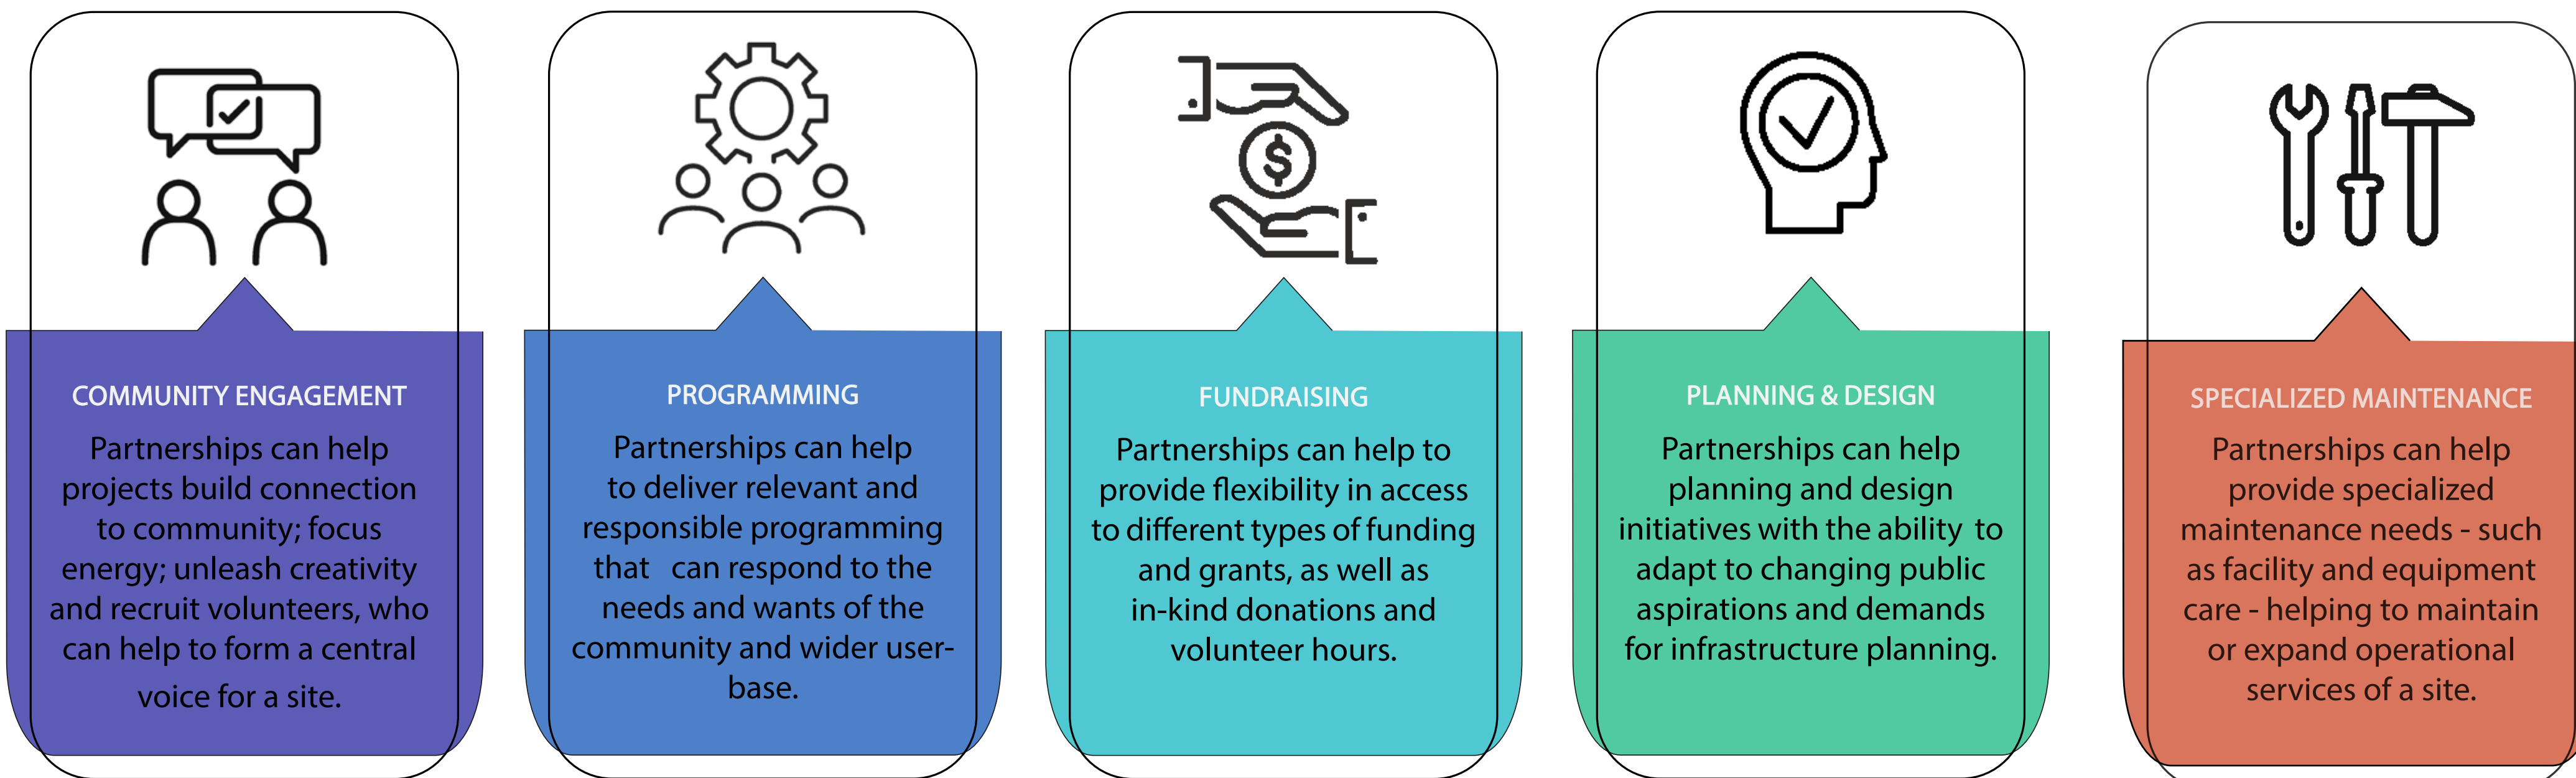 COMMUNITY ENGAGEMENT
Partnerships can help
projects build connection
to community; focus
energy; unleash creativity
and recruit volunteers, who
can help to form a central
voice for a site.
PROGRAMMING
Partnerships can help
to deliver relevant and
responsible programming
that can respond to the
needs and wants of the
community and wider user-
base.
$
FUNDRAISING
Partnerships can help to
provide flexibility in access
to different types of funding
and grants, as well as
in-kind donations and
volunteer hours.
PLANNING & DESIGN
Partnerships can help
planning and design
initiatives with the ability to
adapt to changing public
aspirations and demands
for infrastructure planning.
SPECIALIZED MAINTENANCE
Partnerships can help
provide specialized
maintenance needs - such
as facility and equipment
care - helping to maintain
or expand operational
services of a site.